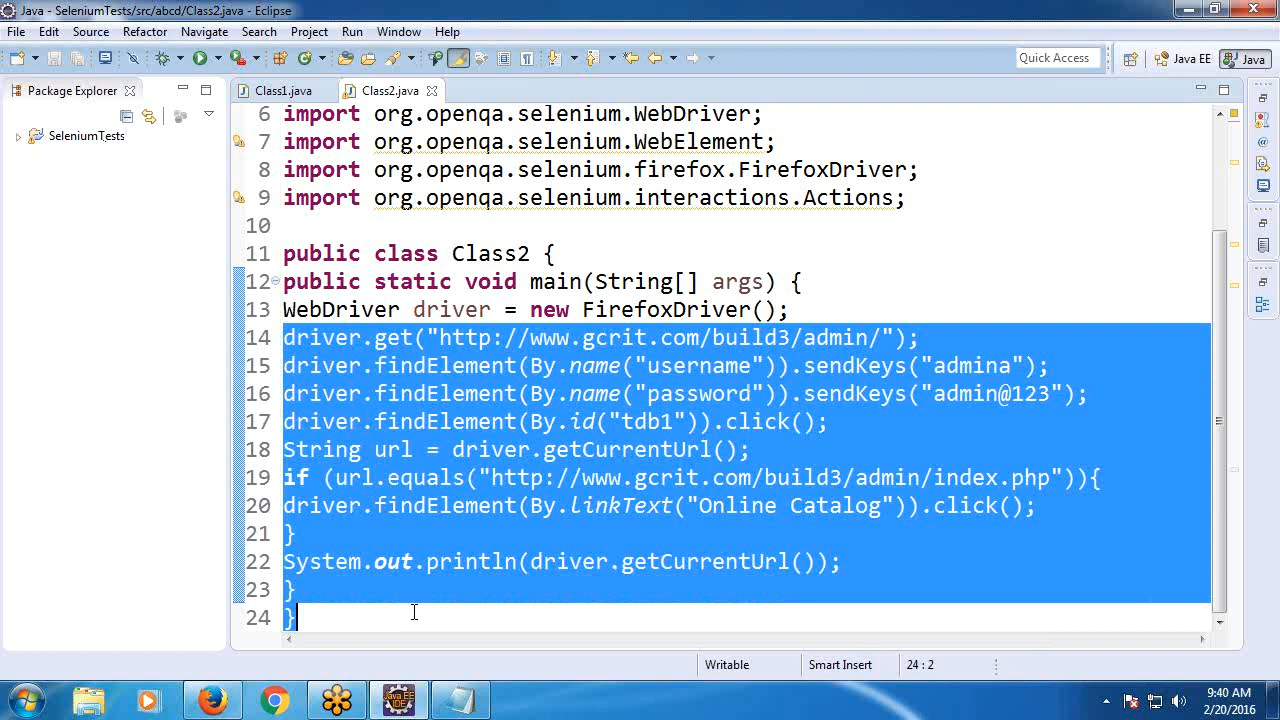 Java - SeleniumTests/src/abcd/Class2.java - Eclipse
File Edit Source Refactor Navigate Search Project Run Window Help
Quick Access
Java EE
Java
Package Explorer
Class1.java
Class2.java
SeleniumTests
6 import org.openqa.selenium.WebDriver;
7 import org.openqa.selenium.WebElement;
8 import org.openqa.selenium.firefox.FirefoxDriver;
9 import org.openqa.selenium.interactions.Actions;
10
11 public class Class2 {
12 public static void main(String[] args) {
13 WebDriver driver = new FirefoxDriver();
14 driver.get("http://www.gcrit.com/build3/admin/");
15 driver.findElement(By.name("username")).sendKeys("admina");
16 driver.findElement(By.name("password")).sendKeys("admin@123");
17 driver.findElement(By.id("tdb1")).click();
18 String url = driver.getCurrentUrl();
19 if (url.equals("http://www.gcrit.com/build3/admin/index.php")){
20 driver.findElement(By.linkText("Online Catalog")).click();
21 }
22 System.out.println(driver.getCurrentUrl());
23 }
24 }
Writable
Smart Insert
24 : 2
Java EE
IDE
9:40 AM
2/20/2016